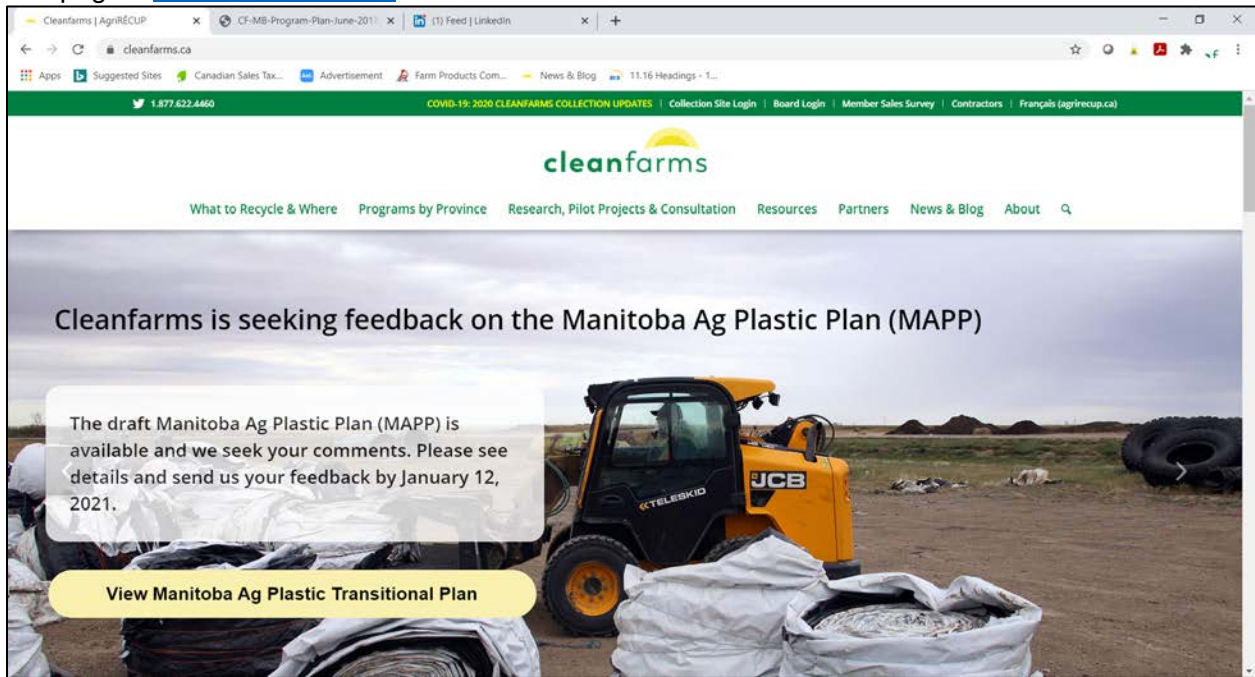 Cleanfarms | AgriRÉCUP
CF-MB-Program-Plan-June-201
(1) Feed | LinkedIn
cleanfarms.ca
Apps Suggested Sites Canadian Sales Tax... Advertisement Farm Products Com... News & Blog 11.16 Headings - 1...
1.877.622.4460 COVID-19: 2020 CLEANFARMS COLLECTION UPDATES | Collection Site Login | Board Login | Member Sales Survey | Contractors | Français (agrirecup.ca)
cleanfarms
What to Recycle & Where Programs by Province Research, Pilot Projects & Consultation Resources Partners News & Blog About
Cleanfarms is seeking feedback on the Manitoba Ag Plastic Plan (MAPP)
The draft Manitoba Ag Plastic Plan (MAPP) is
available and we seek your comments. Please see
details and send us your feedback by January 12,
2021.
TELESKID
JCB
View Manitoba Ag Plastic Transitional Plan